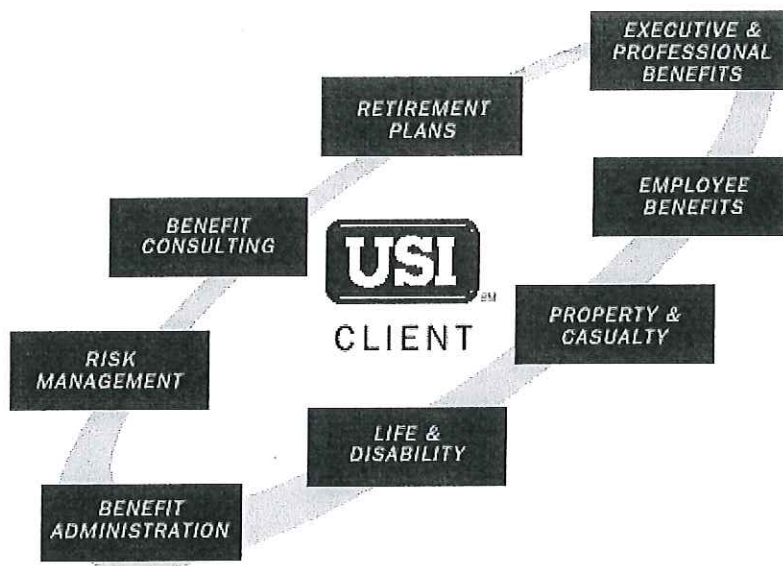 EXECUTIVE &
PROFESSIONAL
BENEFITS
RETIREMENT
PLANS
EMPLOYEE
BENEFITS
BENEFIT
CONSULTING
USI
SM
CLIENT
PROPERTY &
CASUALTY
RISK
MANAGEMENT
LIFE &
DISABILITY
BENEFIT
ADMINISTRATION